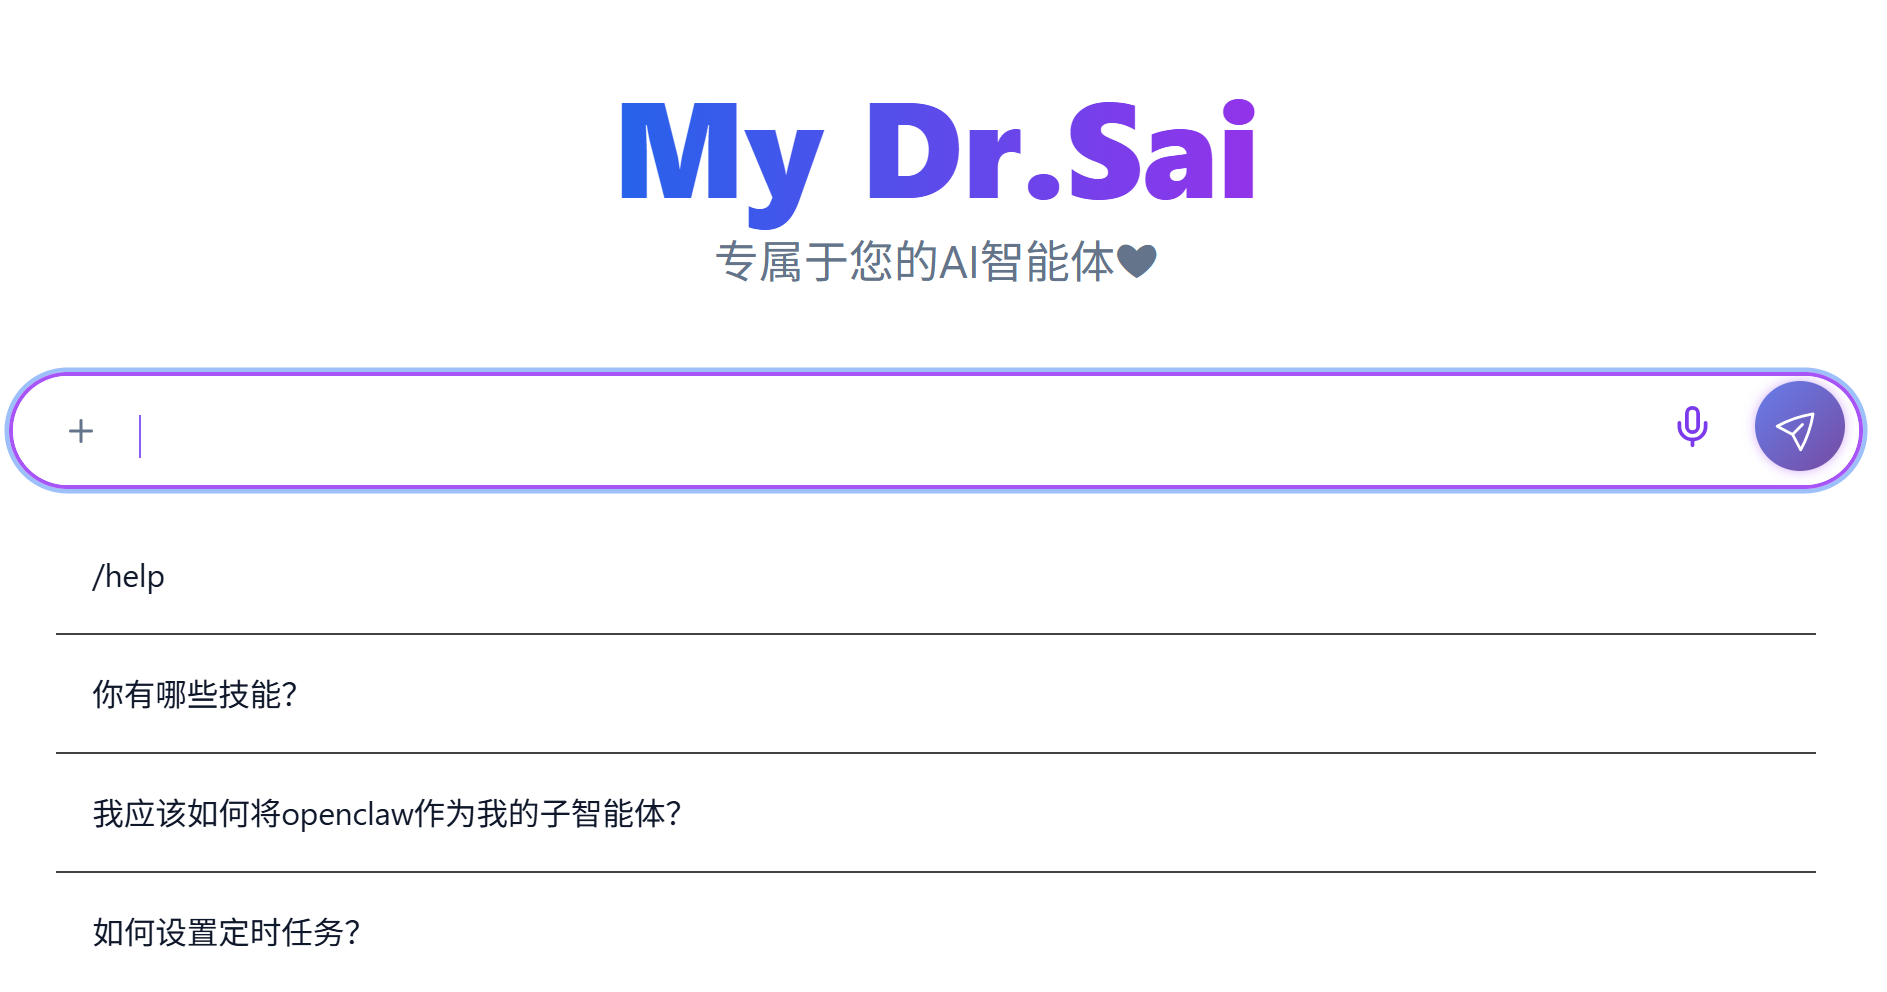 My Dr.Sai
专属于您的AI智能体
/help
你有哪些技能?
我应该如何将openclaw作为我的子智能体?
如何设置定时任务?